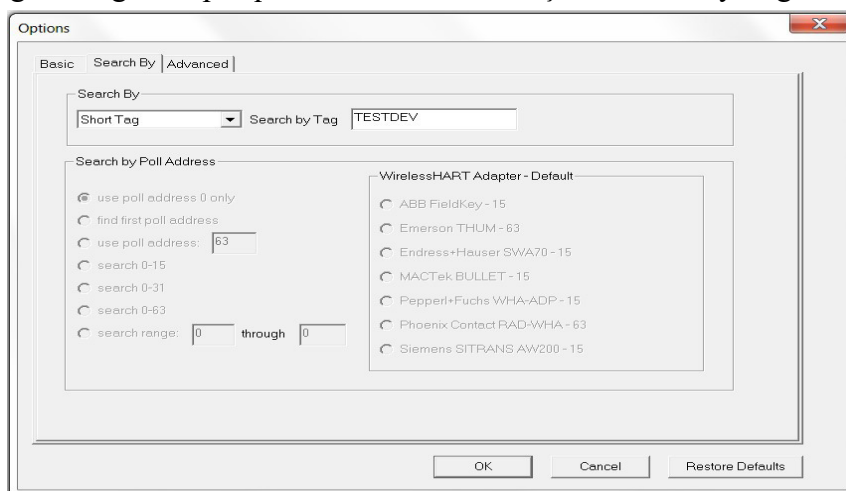 Options
Basic Search By Advanced
Search By
Short Tag Search by Tag TESTDEV
Search by Poll Address
use poll address 0 only
find first poll address
use poll address: 63
search 0-15
search 0-31
search 0-63
search range: 0 through 0
WirelessHART Adapter - Default
ABB FieldKey - 15
Emerson THUM - 63
Endress+Hauser SWA70 - 15
MACTek BULLET - 15
Pepperl+Fuchs WHA-ADP - 15
Phoenix Contact RAD-WHA - 63
Siemens SITRANS AW200 - 15
OK Cancel Restore Defaults